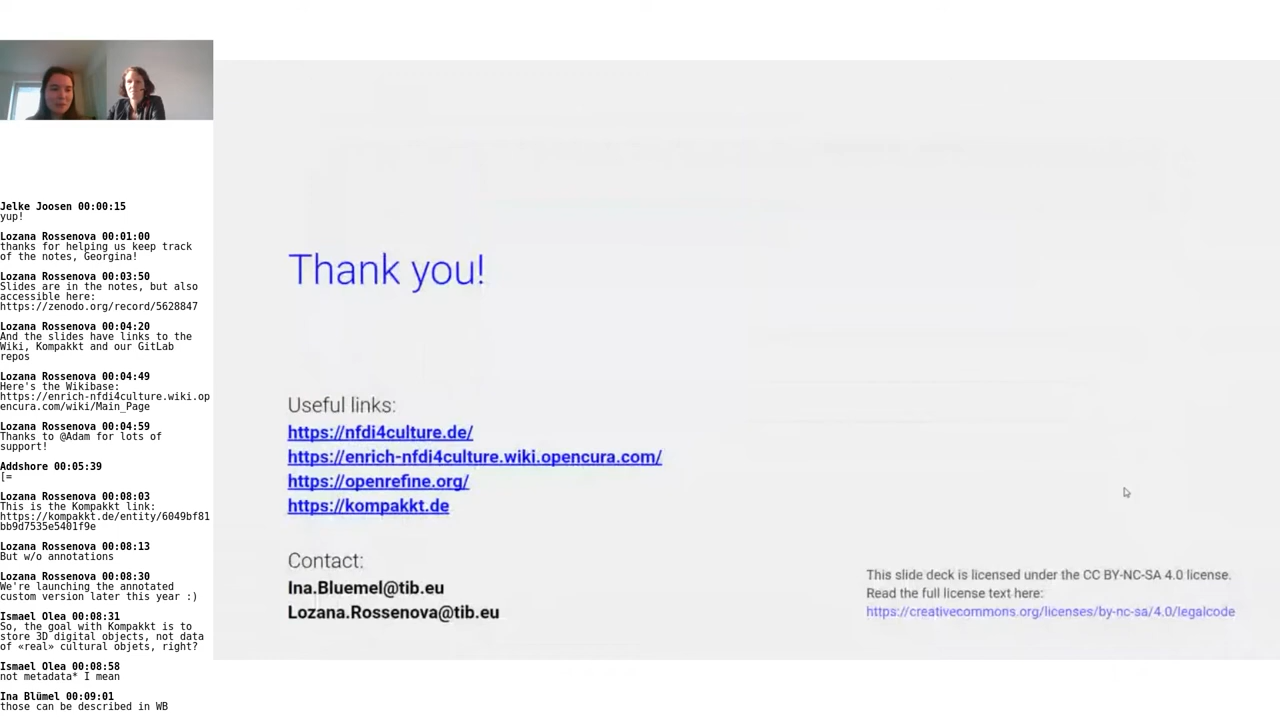 Jelke Joosen 00:00:15
yup!
Lozana Rossenova 00:01:00
thanks for helping us keep track
of the notes, Georgina!
Lozana Rossenova 00:03:50
Slides are in the notes, but also
accessible here:
https://zenodo.org/record/5628847
Lozana Rossenova 00:04:20
And the slides have links to the
Wiki, Kompakkt and our GitLab
repos
Lozana Rossenova 00:04:49
Here's the Wikibase:
https://enrich-nfdi4culture.wiki.op
encura.com/wiki/Main_Page
Lozana Rossenova 00:04:59
Thanks to @Adam for lots of
support!
Addshore 00:05:39
[=
Lozana Rossenova 00:08:03
This is the Kompakkt link:
https://kompakkt.de/entity/6049bf81
bb9d7535e5401f9e
Lozana Rossenova 00:08:13
But w/o annotations
Lozana Rossenova 00:08:30
We're launching the annotated
custom version later this year :)
Ismael Olea 00:08:31
So, the goal with Kompakkt is to
store 3D digital objects, not data
of «real» cultural objets, right?
Ismael Olea 00:08:58
not metadata* I mean
Ina Blümel 00:09:01
those can be described in WB
Thank you!
Useful links:
https://nfdi4culture.de/
https://enrich-nfdi4culture.wiki.opencura.com/
https://openrefine.org/
https://kompakkt.de
Contact:
Ina.Bluemel@tib.eu
Lozana.Rossenova@tib.eu
This slide deck is licensed under the CC BY-NC-SA 4.0 license.
Read the full license text here:
https://creativecommons.org/licenses/by-nc-sa/4.0/legalcode